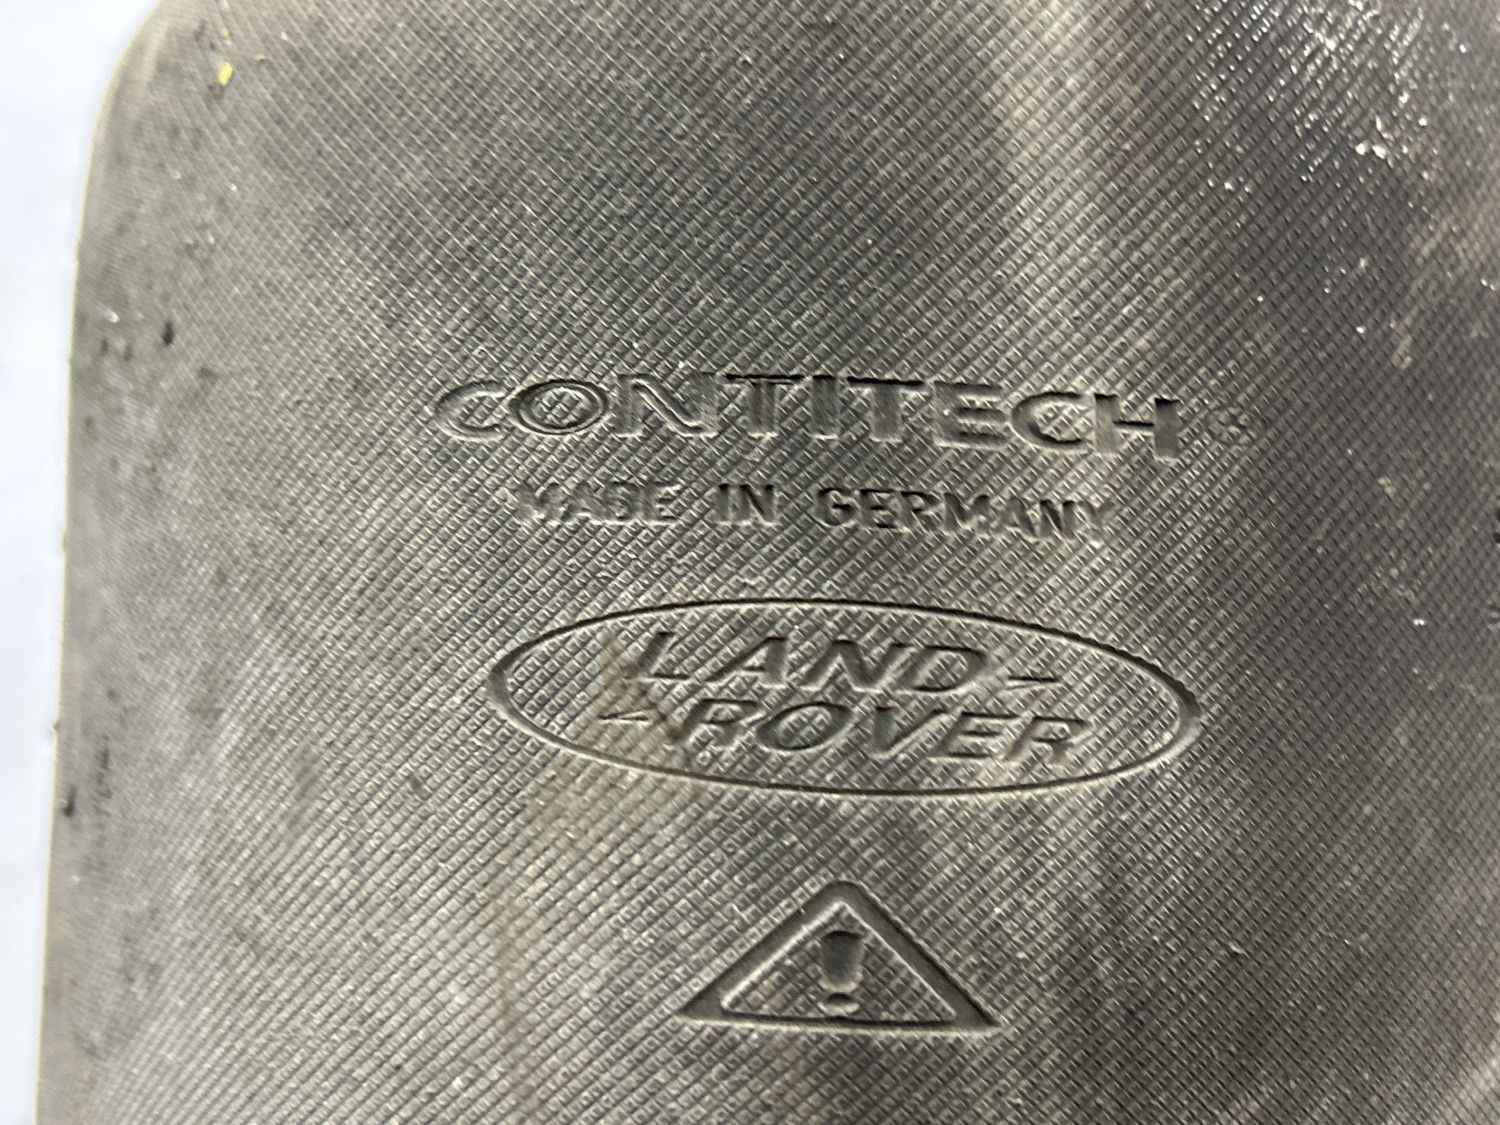 CONTITECH®
MADE IN GERMANY
LAND-
-ROVER